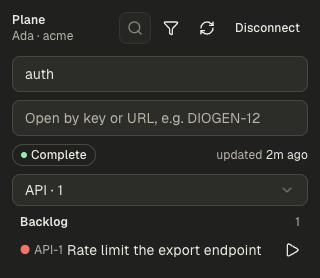 Plane
Ada · acme
Disconnect
auth
Open by key or URL, e.g. DIOGEN-12
Complete
updated 2m ago
API · 1
Backlog 1
API-1 Rate limit the export endpoint